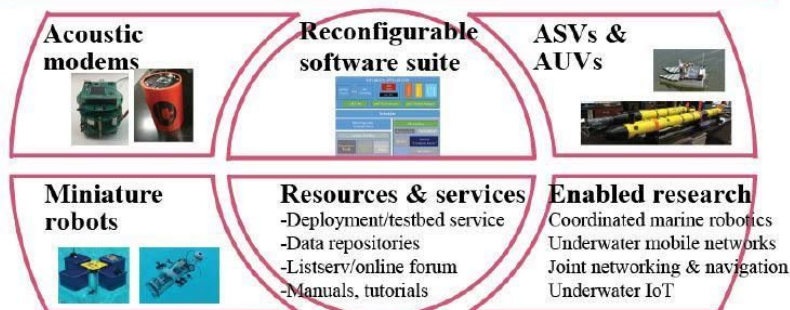 Acoustic
modems
Reconfigurable
software suite
ASVs &
AUVs
Miniature
robots
Resources & services
-Deployment/testbed service
-Data repositories
-Listserv/online forum
-Manuals, tutorials
Enabled research
Coordinated marine robotics
Underwater mobile networks
Joint networking & navigation
Underwater IoT